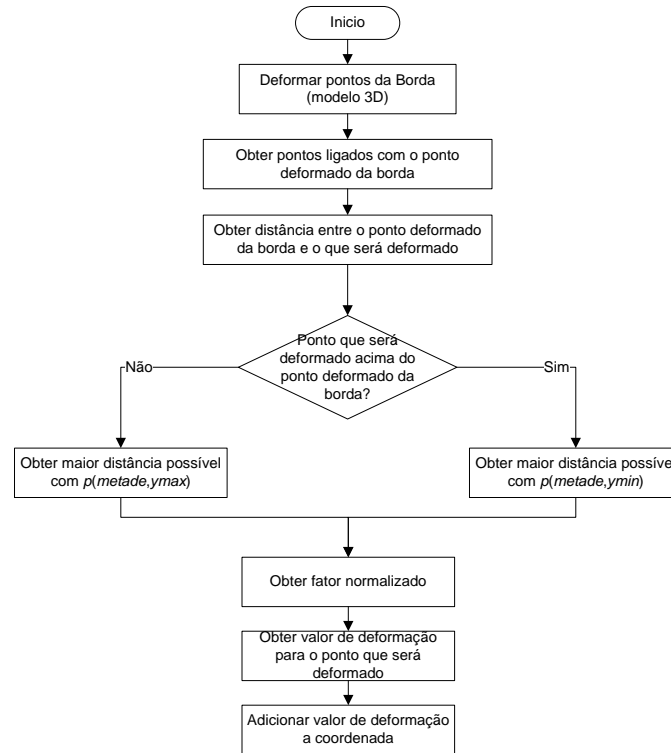 Inicio
Deformar pontos da Borda
(modelo 3D)
Obter pontos ligados com o ponto
deformado da borda
Obter distância entre o ponto deformado
da borda e o que será deformado
Ponto que será
deformado acima do
ponto deformado da
borda?
Não
Sim
Obter maior distância possível
com p(metade,ymax)
Obter maior distância possíve
com p(metade,ymin)
Obter fator normalizado
Obter valor de deformação
para o ponto que será
deformado
Adicionar valor de deformação
a coordenada